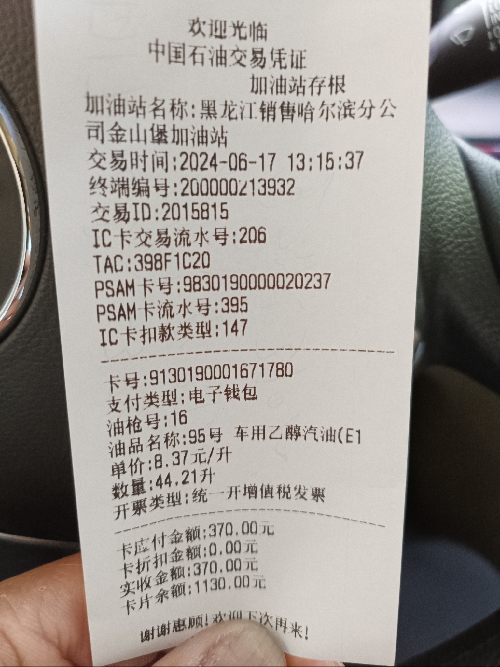 欢迎光临
中国石油交易凭证
加油站存根
加油站名称:黑龙江销售哈尔滨分公
司金山堡加油站
交易时间:2024-06-17 13:15:37
终端编号:200000213932
交易ID:2015815
IC卡交易流水号:206
TAC:398F1C20
PSAM卡号:9830190000020237
PSAM卡流水号:395
IC卡扣款类型:147
卡号:9130190001671780
支付类型:电子钱包
油枪号:16
油品名称:95号 车用乙醇汽油(E1
单价:8.37元/升
数量:44.21升
开票类型:统一开增值税发票
卡应付金额:370.00元
卡折扣金额:0.00元
实收金额:370.00元
卡片余额:1130.00元
谢谢惠顾!欢迎下次再来!